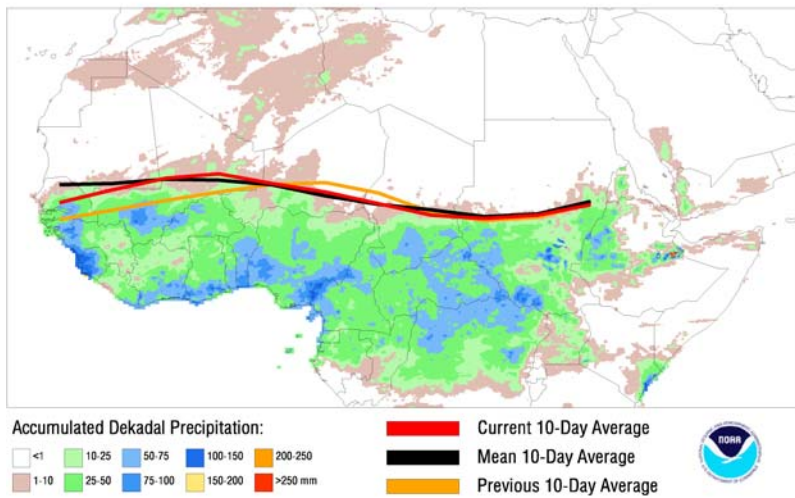 Accumulated Dekadal Precipitation:
<1 10-25 50-75 100-150 200-250
1-10 25-50 75-100 150-200 >250 mm
Current 10-Day Average
Mean 10-Day Average
Previous 10-Day Average
NOAA